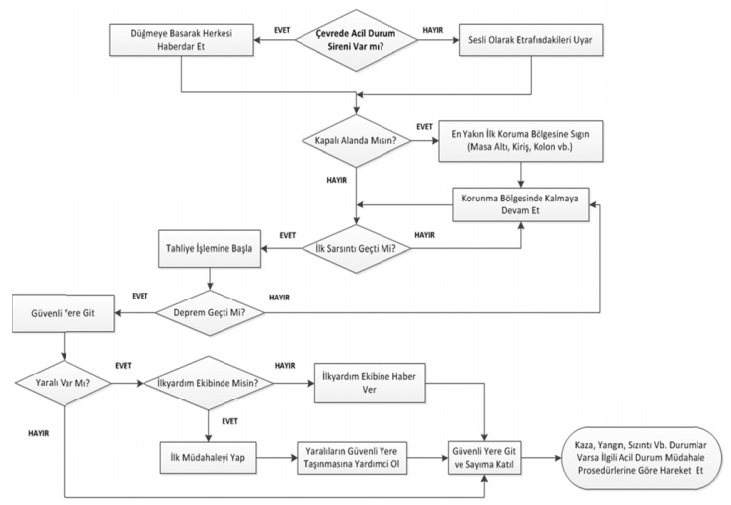 Düğmeye Basarak Herkesi
Haberdar Et
EVET
Çevrede Acil Durum
Sireni Var mı?
HAYIR
Sesli Olarak Etrafındakileri Uyar
Kapalı Alanda Mısın?
EVET
En Yakın İlk Koruma Bölgesine Sığın
(Masa Altı, Kiriş, Kolon vb.)
HAYIR
Korunma Bölgesinde Kalmaya
Devam Et
Tahliye İşlemine Başla
EVET
İlk Sarsıntı Geçti Mi?
HAYIR
Güvenli Yere Git
EVET
Deprem Geçti Mi?
HAYIR
Yaralı Var Mı?
EVET
İlkyardım Ekibinde Misin?
HAYIR
İlkyardım Ekibine Haber
Ver
HAYIR
EVET
İlk Müdahaleyi Yap
Yaralıların Güvenli Yere
Taşınmasına Yardımcı Ol
Güvenli Yere Git
ve Sayıma Katıl
Kaza, Yangın, Sızıntı Vb. Durumlar
Varsa İlgili Acil Durum Müdahale
Prosedürlerine Göre Hareket Et